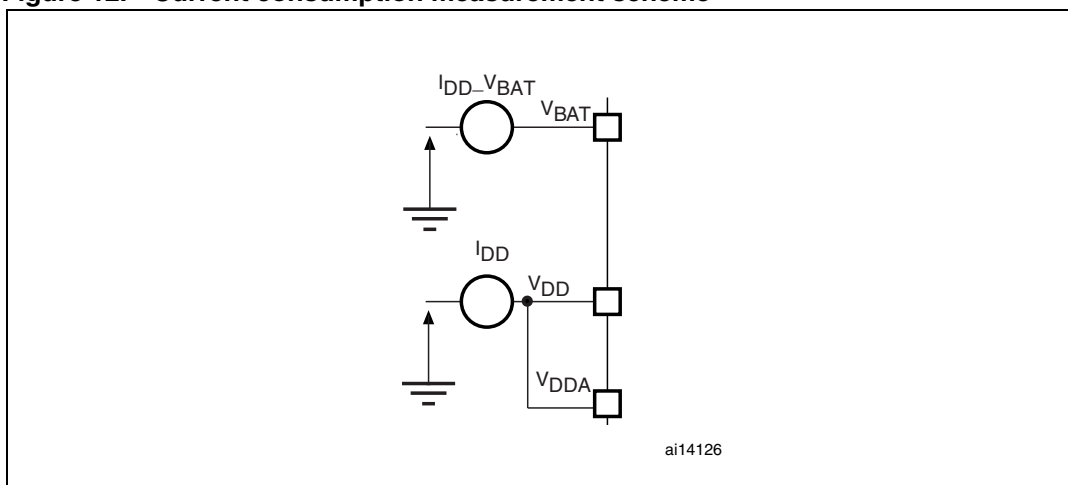 Figure 12. Current consumption measurement scheme
IDD_VBAT
VBAT
IDD
VDD
VDDA
ai14126